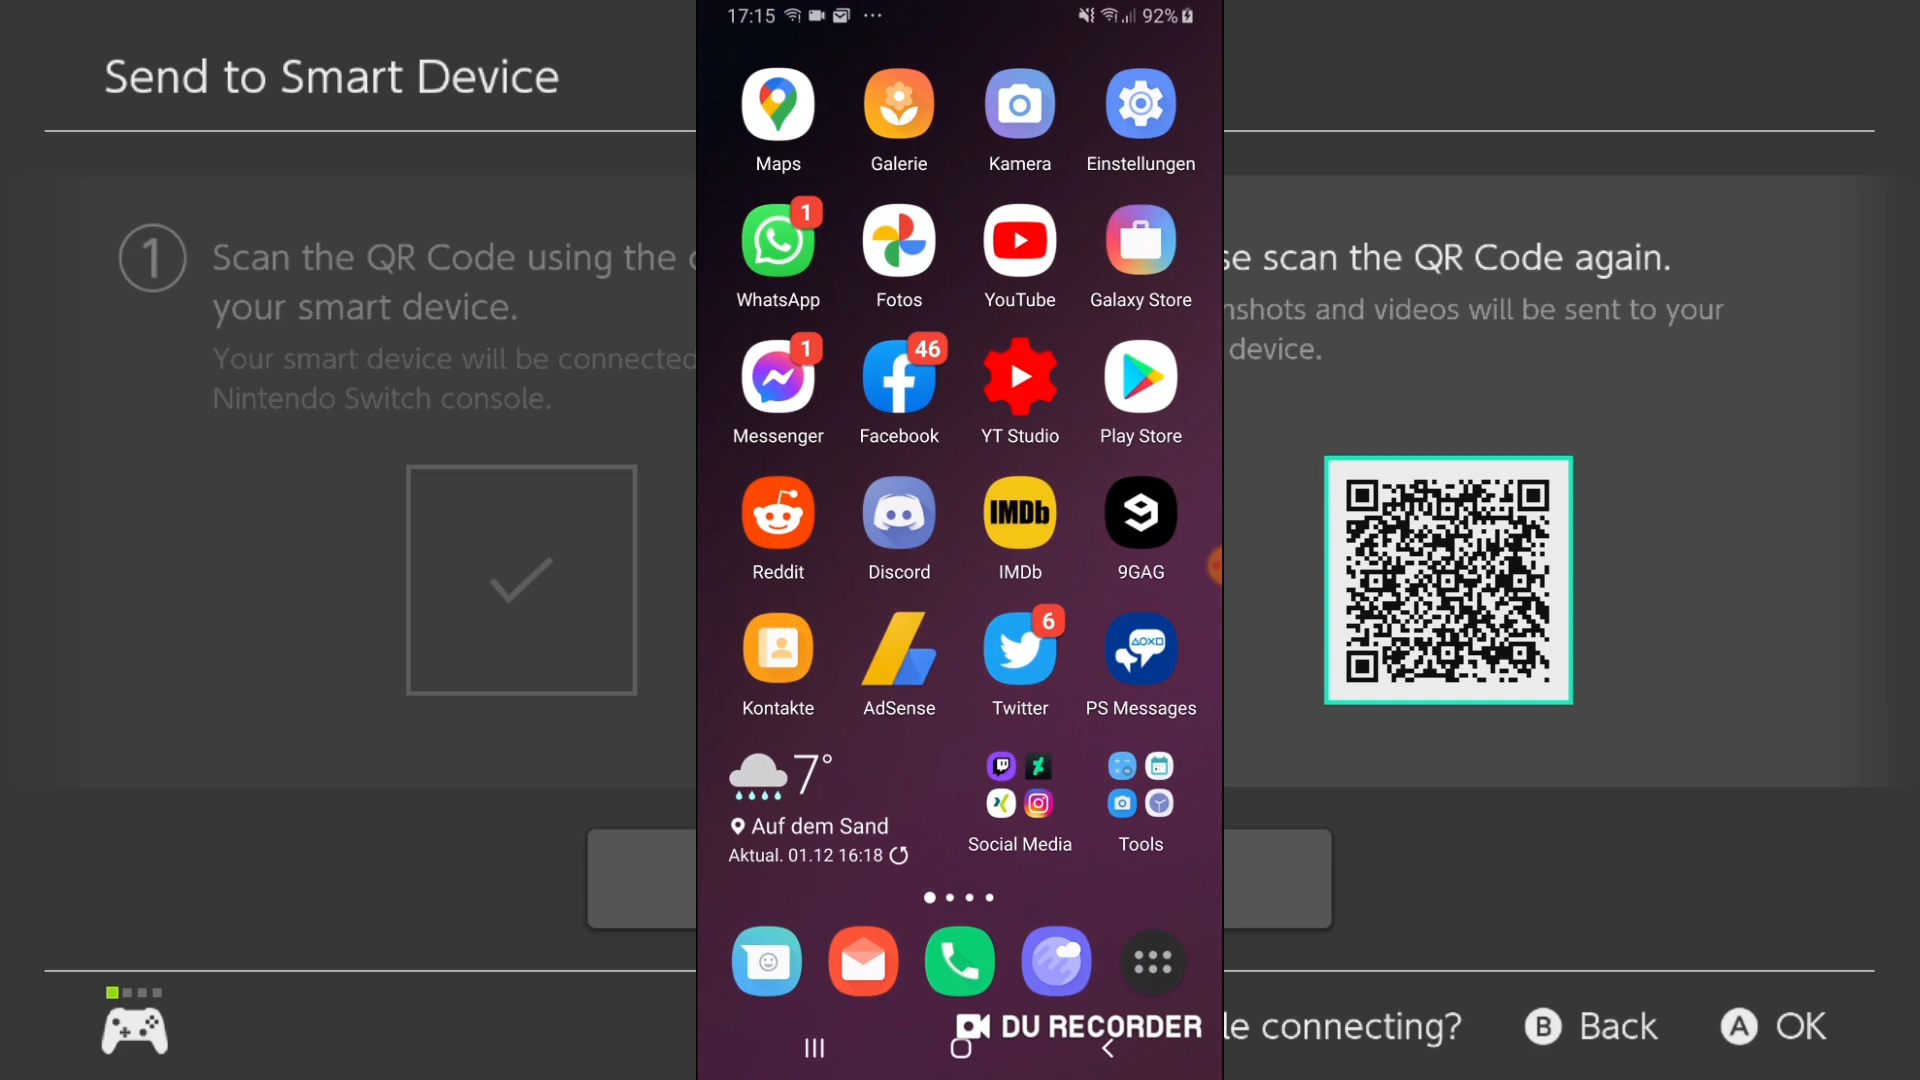 Send to Smart Device
1
Scan the QR Code using the
your smart device.
Your smart device will be connected
Nintendo Switch console.
17:15
92%
Maps
Galerie
Kamera
Einstellungen
1
WhatsApp
Fotos
YouTube
Galaxy Store
1
46
Messenger
Facebook
YT Studio
Play Store
IMDb
Reddit
Discord
IMDb
9GAG
6
Kontakte
AdSense
Twitter
PS Messages
7°
Auf dem Sand
Aktual. 01.12 16:18
Social Media
Tools
DU RECORDER
se scan the QR Code again.
nshots and videos will be sent to your
device.
le connecting?
B Back
A OK